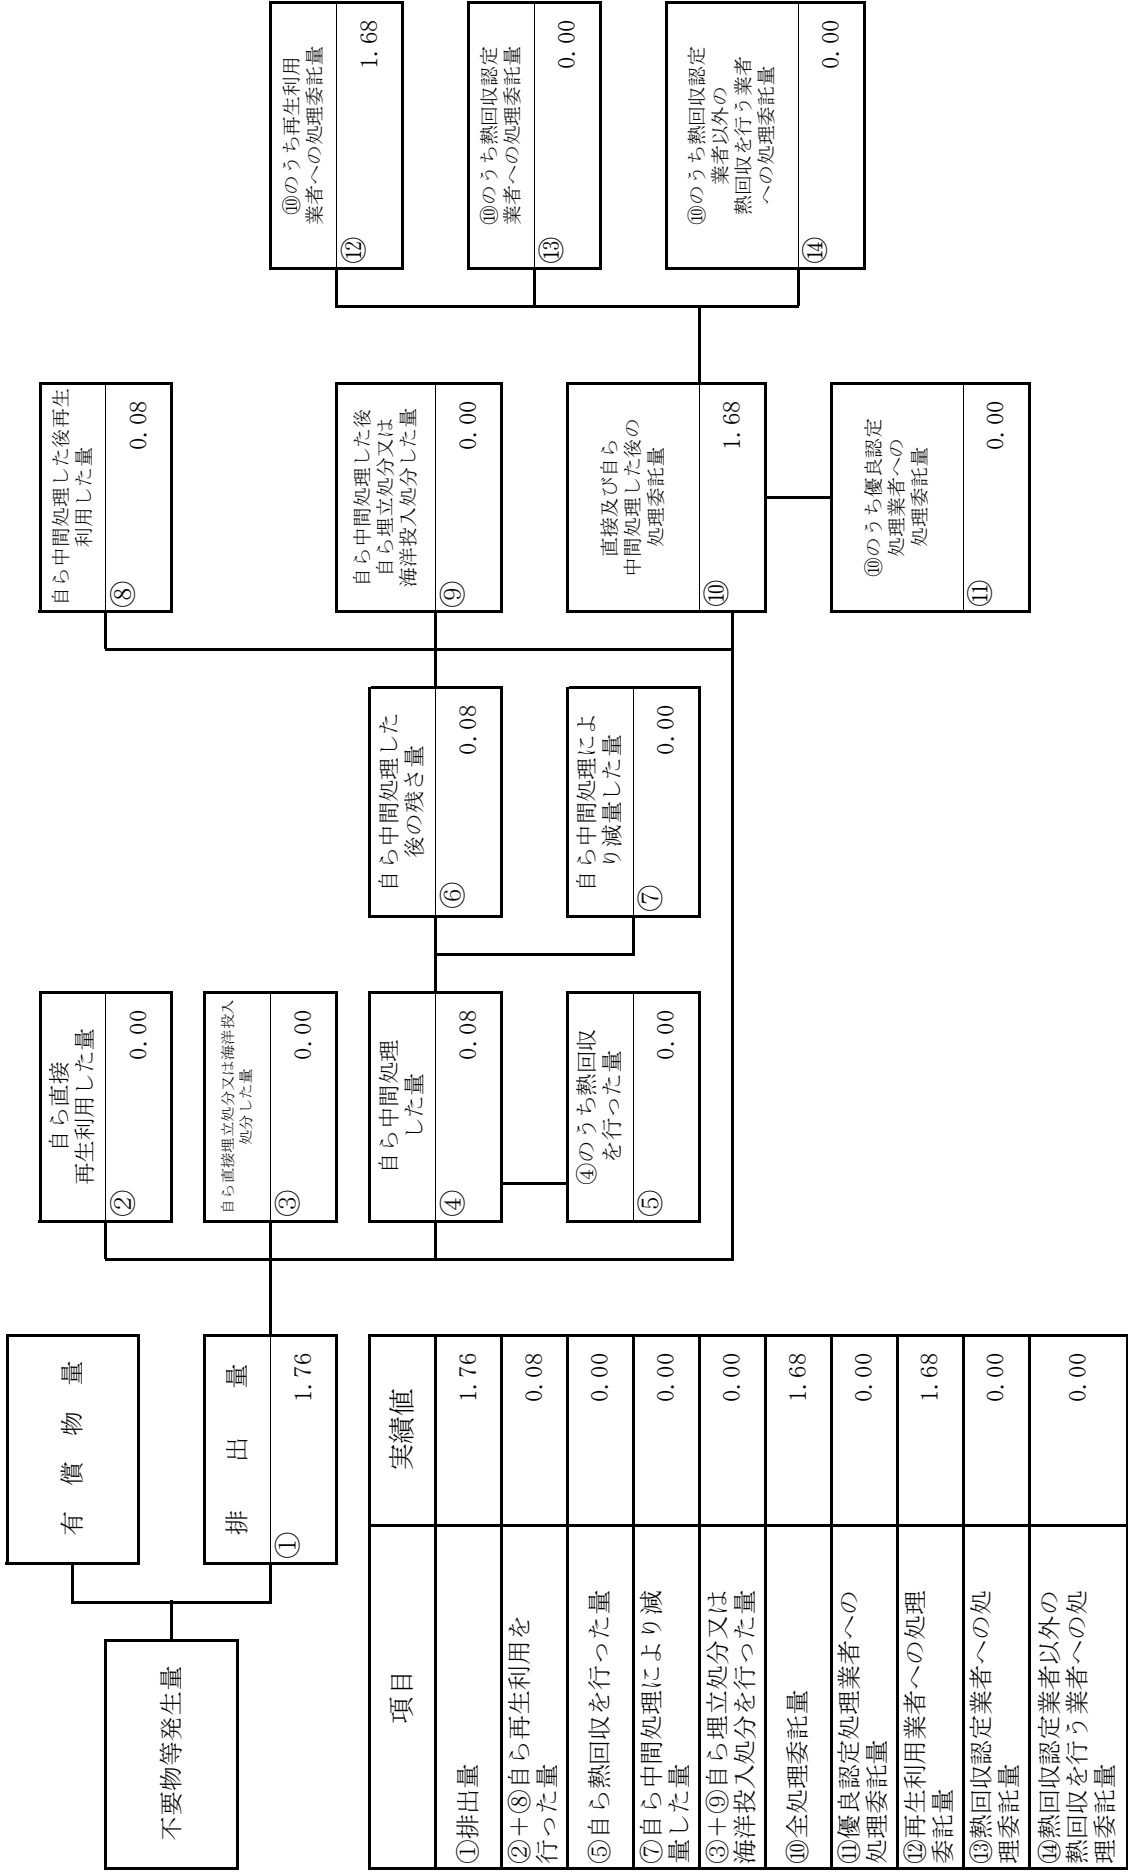 不要物等発生量
有償物量
排出量
①
1.76
自ら直接
再生利用した量
②
0.00
自ら直接埋立処分又は海洋投入
処分した量
③
0.00
自ら中間処理
した量
④
0.08
④のうち熱回収
を行った量
⑤
0.00
自ら中間処理した
後の残さ量
⑥
0.08
自ら中間処理によ
り減量した量
⑦
0.00
自ら中間処理した後再生
利用した量
⑧
0.08
自ら中間処理した後
自ら埋立処分又は
海洋投入処分した量
⑨
0.00
直接及び自ら
中間処理した後の
処理委託量
⑩
1.68
⑩のうち優良認定
処理業者への
処理委託量
⑪
0.00
⑩のうち再生利用
業者への処理委託量
⑫
1.68
⑩のうち熱回収認定
業者への処理委託量
⑬
0.00
⑩のうち熱回収認定
業者以外の
熱回収を行う業者
への処理委託量
⑭
0.00
項目 実績値
①排出量 1.76
②+⑧自ら再生利用を
行った量 0.08
⑤自ら熱回収を行った量 0.00
⑦自ら中間処理により減
量した量 0.00
③+⑨自ら埋立処分又は
海洋投入処分を行った量 0.00
⑩全処理委託量 1.68
⑪優良認定処理業者への
処理委託量 0.00
⑫再生利用業者への処理
委託量 1.68
⑬熱回収認定業者への処
理委託量 0.00
⑭熱回収認定業者以外の
熱回収を行う業者への処
理委託量 0.00